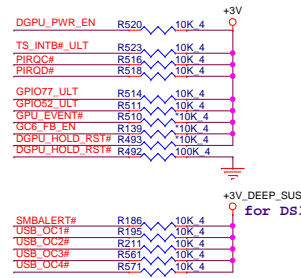 +3V
DGPU_PWR_EN R520 10K_4
TS_INTB#_ULT R523 10K_4
PIRQC# R516 10K_4
PIRQD# R518 10K_4
GPIO77_ULT R514 10K_4
GPIO52_ULT R511 10K_4
GPU_EVENT# R510 *10K_4
GC6_FB_EN R139 *10K_4
DGPU_HOLD_RST# R493 *10K_4
DGPU_HOLD_RST# R492 100K_4
+3V_DEEP_SUS
for
SMBALERT# R186 10K_4
USB_OC1# R195 10K_4
USB_OC2# R211 10K_4
USB_OC3# R561 10K_4
USB_OC4# R571 10K_4